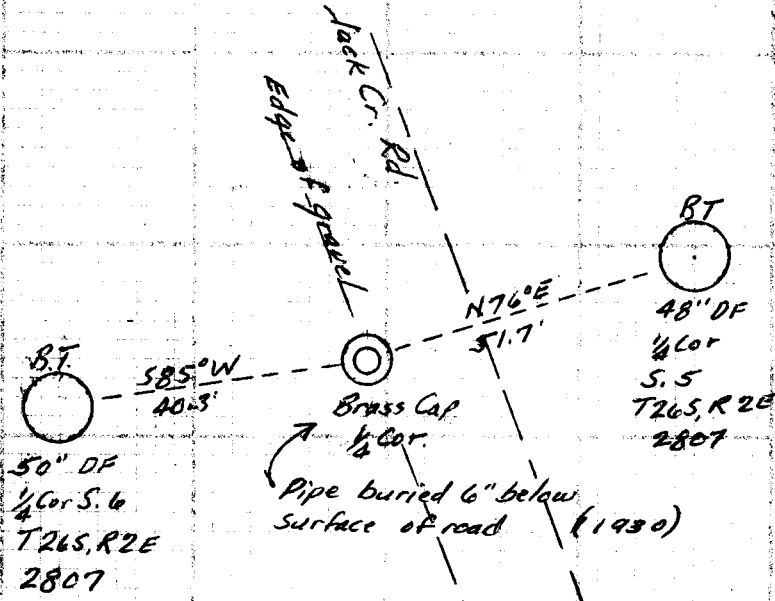 Jack Cr. Rd.
Edge of gravel
BT
N76°E
51.7'
48" DF
1/4 Cor
S. 5
T26S, R2E
2807
B.T.
S85°W
40.3'
Brass Cap
1/4 Cor.
50" DF
1/4 Cor S. 6
T26S, R2E
2807
Pipe buried 6" below
surface of road (1980)